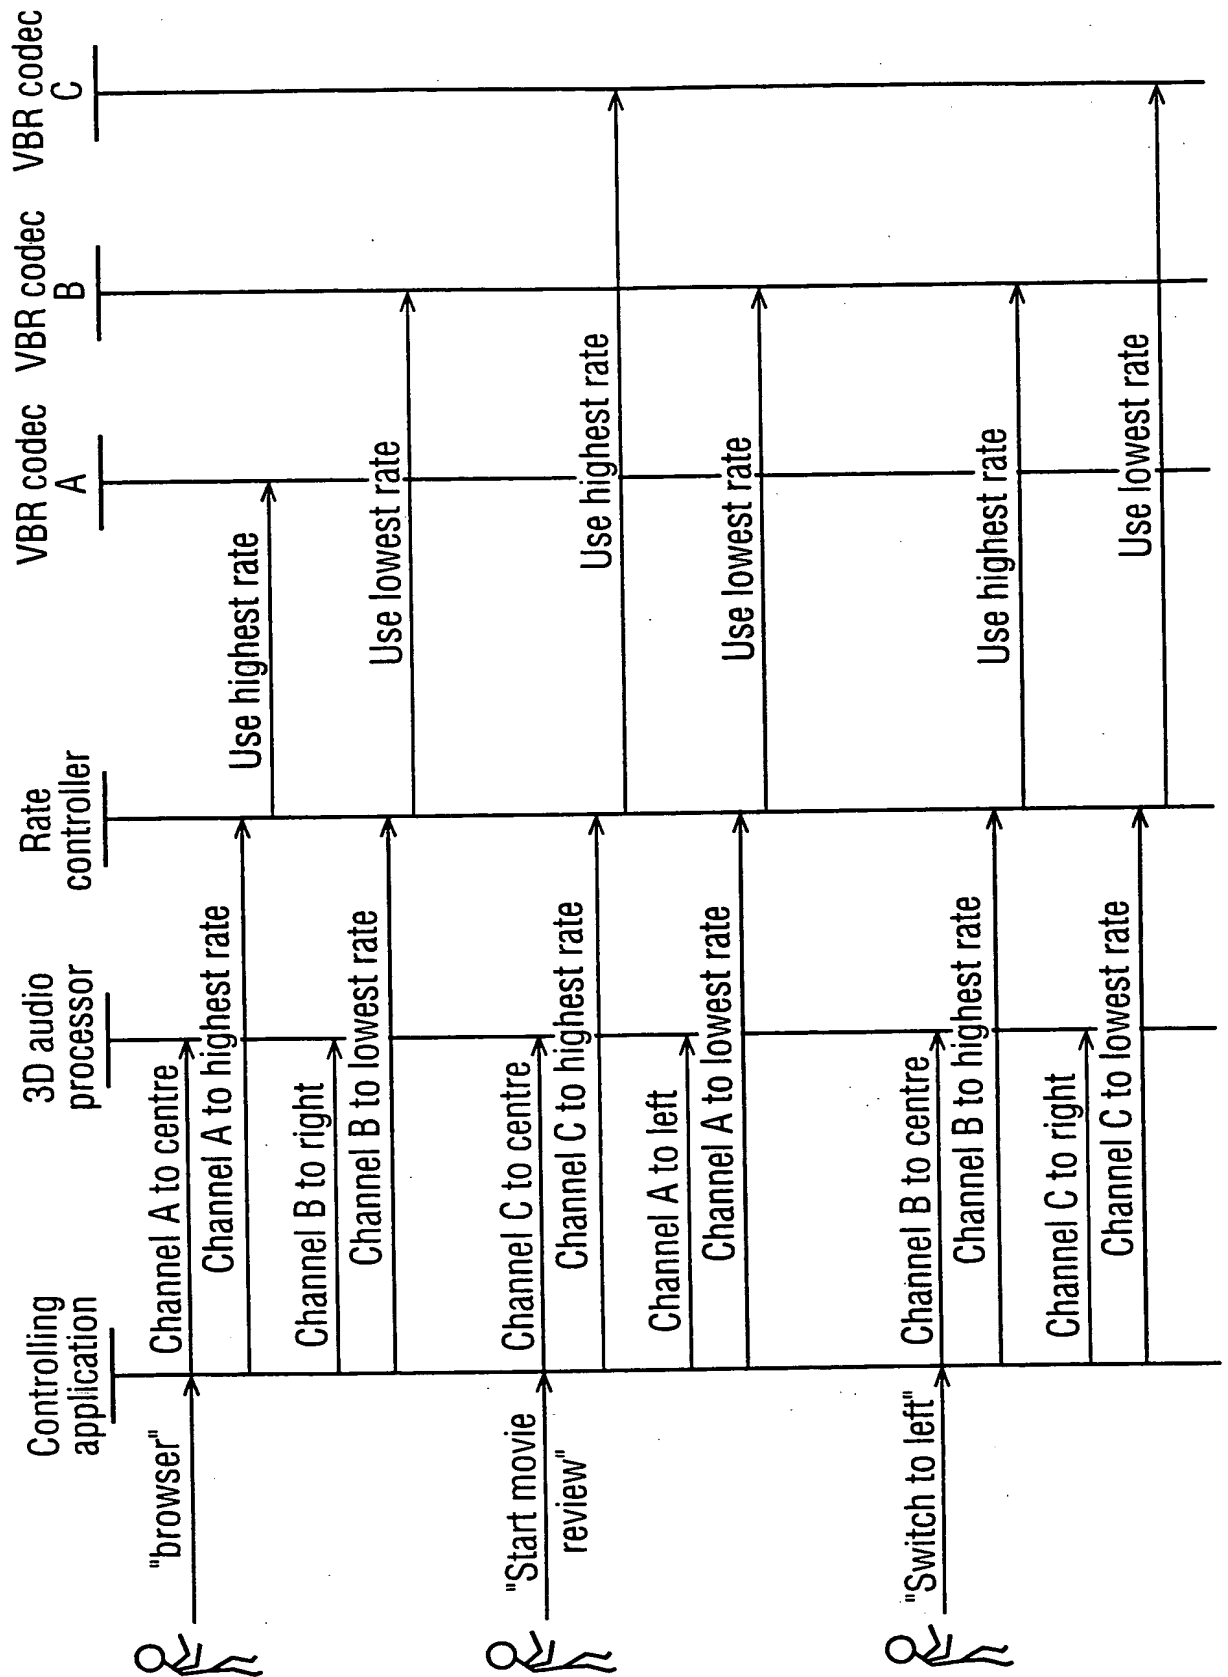 Controlling
application
3D audio
processor
Rate
controller
VBR codec
A
VBR codec
B
VBR codec
C
"browser"
Channel A to centre
Channel A to highest rate
Use highest rate
Channel B to right
Channel B to lowest rate
Use lowest rate
"Start movie
review"
Channel C to centre
Channel C to highest rate
Use highest rate
Channel A to left
Channel A to lowest rate
Use lowest rate
"Switch to left"
Channel B to centre
Channel B to highest rate
Use highest rate
Channel C to right
Channel C to lowest rate
Use lowest rate